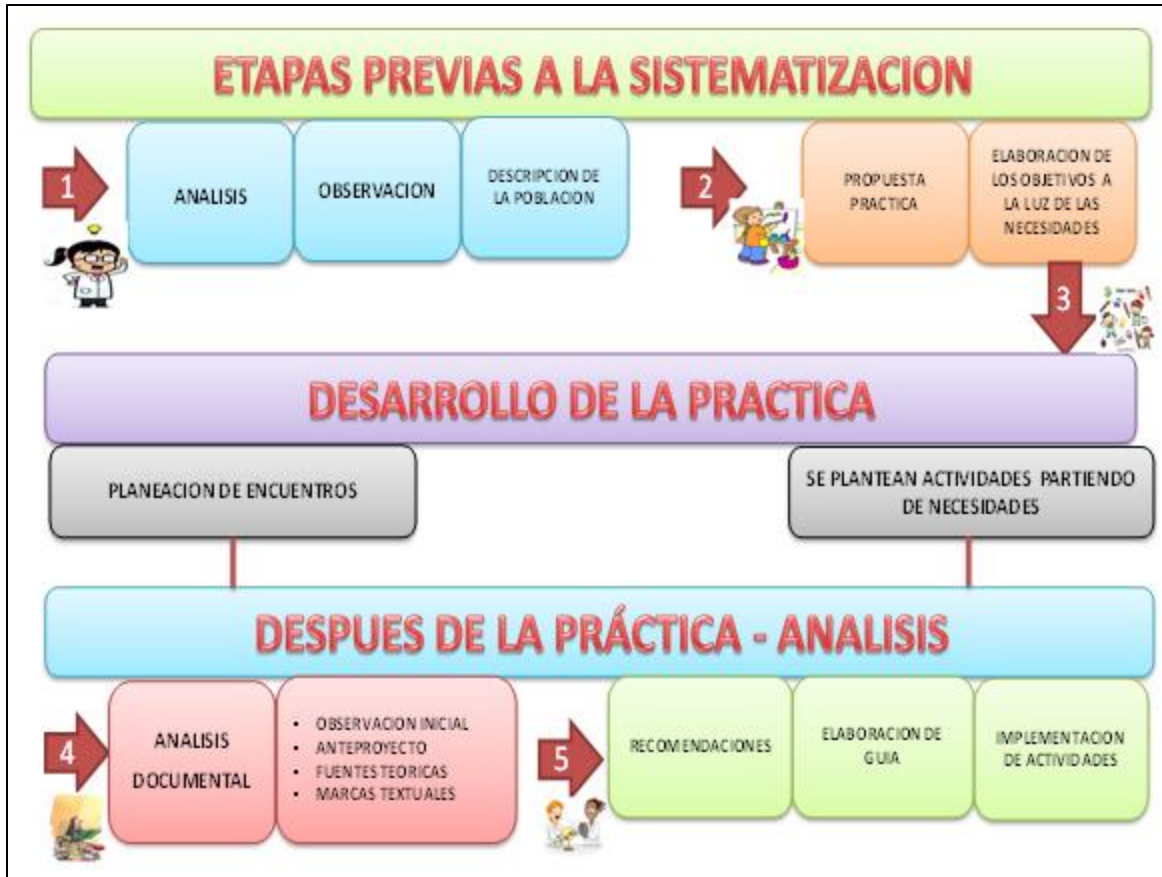 ETAPAS PREVIAS A LA SISTEMATIZACION
1
ANALISIS
OBSERVACION
DESCRIPCION DE
LA POBLACION
2
PROPUESTA
PRACTICA
ELABORACION DE
LOS OBJETIVOS A
LA LUZ DE LAS
NECESIDADES
3
DESARROLLO DE LA PRACTICA
PLANEACION DE ENCUENTROS
SE PLANTEAN ACTIVIDADES PARTIENDO
DE NECESIDADES
DESPUES DE LA PRÁCTICA - ANALISIS
4
ANALISIS
DOCUMENTAL
• OBSERVACION INICIAL
• ANTEPROYECTO
• FUENTES TEORICAS
• MARCAS TEXTUALES
5
RECOMENDACIONES
ELABORACION DE
GUIA
IMPLEMENTACION
DE ACTIVIDADES